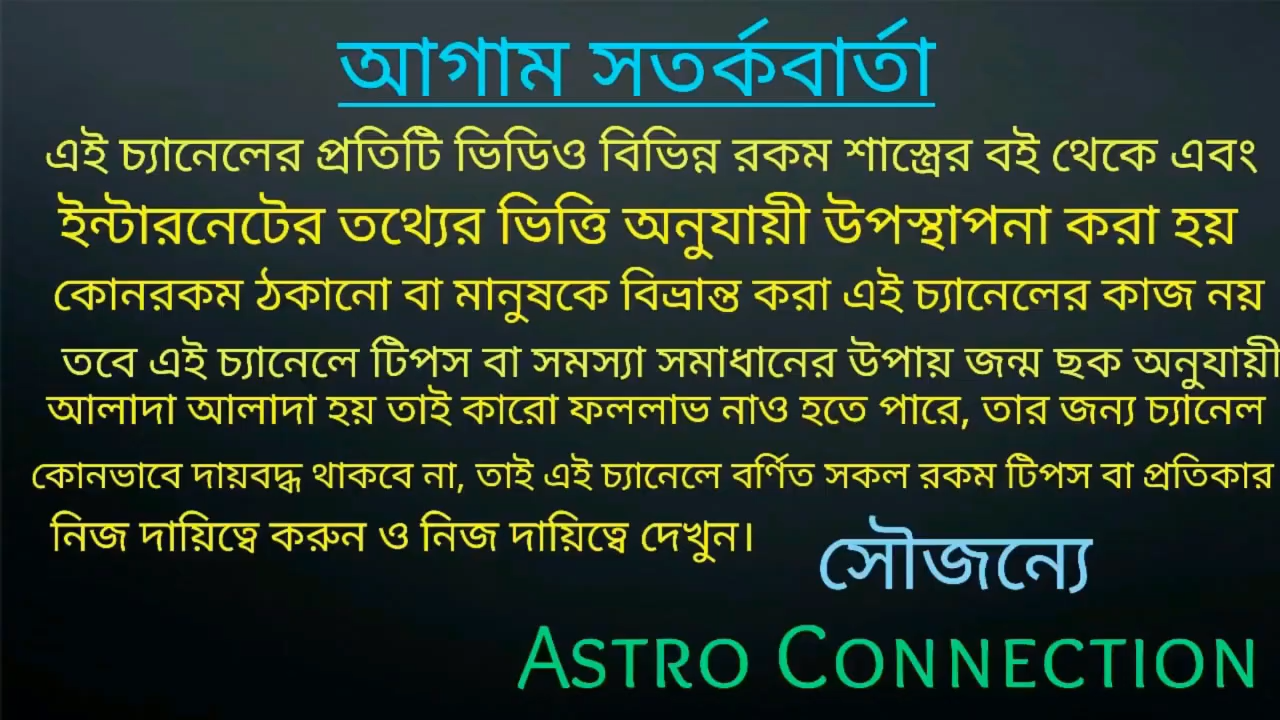 আগাম সতর্কবার্তা
এই চ্যানেলের প্রতিটি ভিডিও বিভিন্ন রকম শাস্ত্রের বই থেকে এবং
ইন্টারনেটের তথ্যের ভিত্তি অনুযায়ী উপস্থাপনা করা হয়
কোনরকম ঠকানো বা মানুষকে বিভ্রান্ত করা এই চ্যানেলের কাজ নয়
তবে এই চ্যানেলে টিপস বা সমস্যা সমাধানের উপায় জন্ম ছক অনুযায়ী
আলাদা আলাদা হয় তাই কারো ফললাভ নাও হতে পারে, তার জন্য চ্যানেল
কোনভাবে দায়বদ্ধ থাকবে না, তাই এই চ্যানেলে বর্ণিত সকল রকম টিপস বা প্রতিকার
নিজ দায়িত্বে করুন ও নিজ দায়িত্বে দেখুন।
সৌজন্যে
Astro Connection